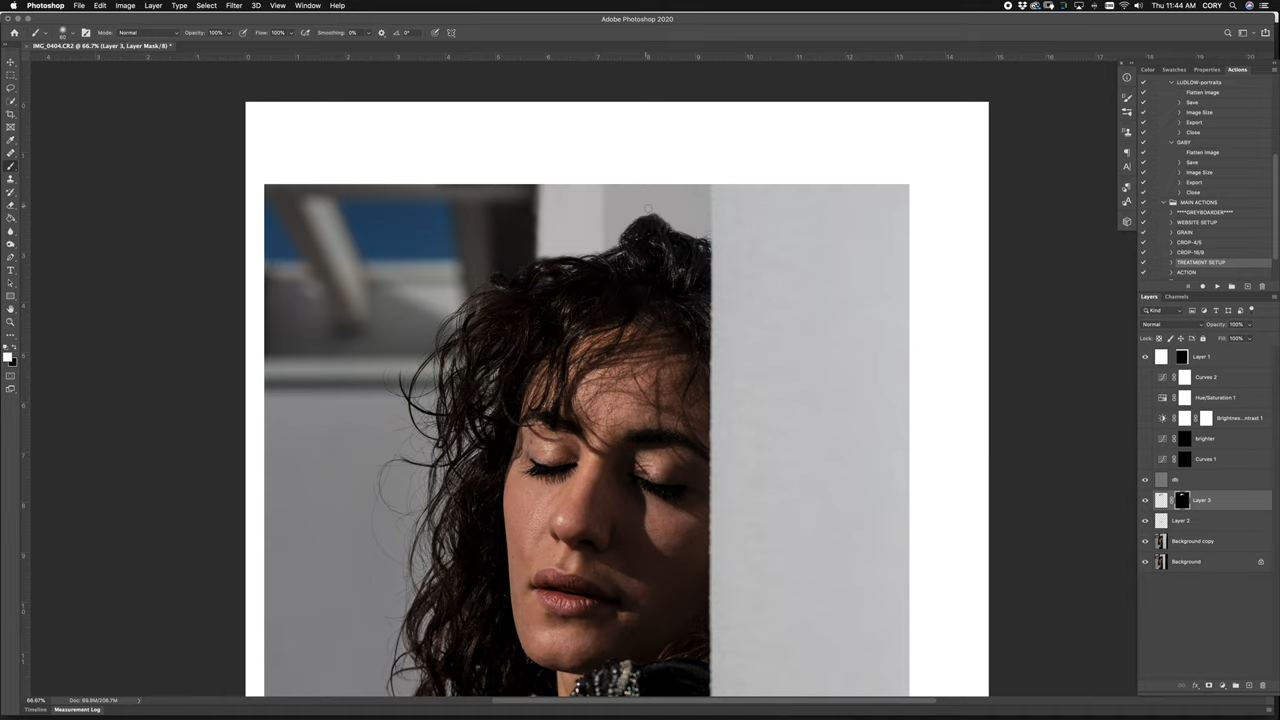 Photoshop File Edit Image Layer Type Select Filter 3D View Window Help Thu 11:44 AM CORY
Adobe Photoshop 2020
60 Mode: Normal Opacity: 100% Flow: 100% Smoothing: 0% 0°
IMG_0404.CR2 @ 66.7% (Layer 3, Layer Mask/8) *
Color Swatches Properties Actions
LUDLOW-portraits
Flatten Image
Save
Image Size
Export
Close
GABY
Flatten Image
Save
Image Size
Export
Close
MAIN ACTIONS
****GREYBOARDER****
WEBSITE SETUP
GRAIN
CROP-4/5
CROP-16/9
TREATMENT SETUP
ACTION
Layers Channels
Kind
Normal Opacity: 100%
Lock: Fill: 100%
Layer 1
Curves 2
Hue/Saturation 1
Brightnes...ntrast 1
brighter
Curves 1
db
Layer 3
Layer 2
Background copy
Background
66.67% Doc: 69.8M/206.7M
Timeline Measurement Log